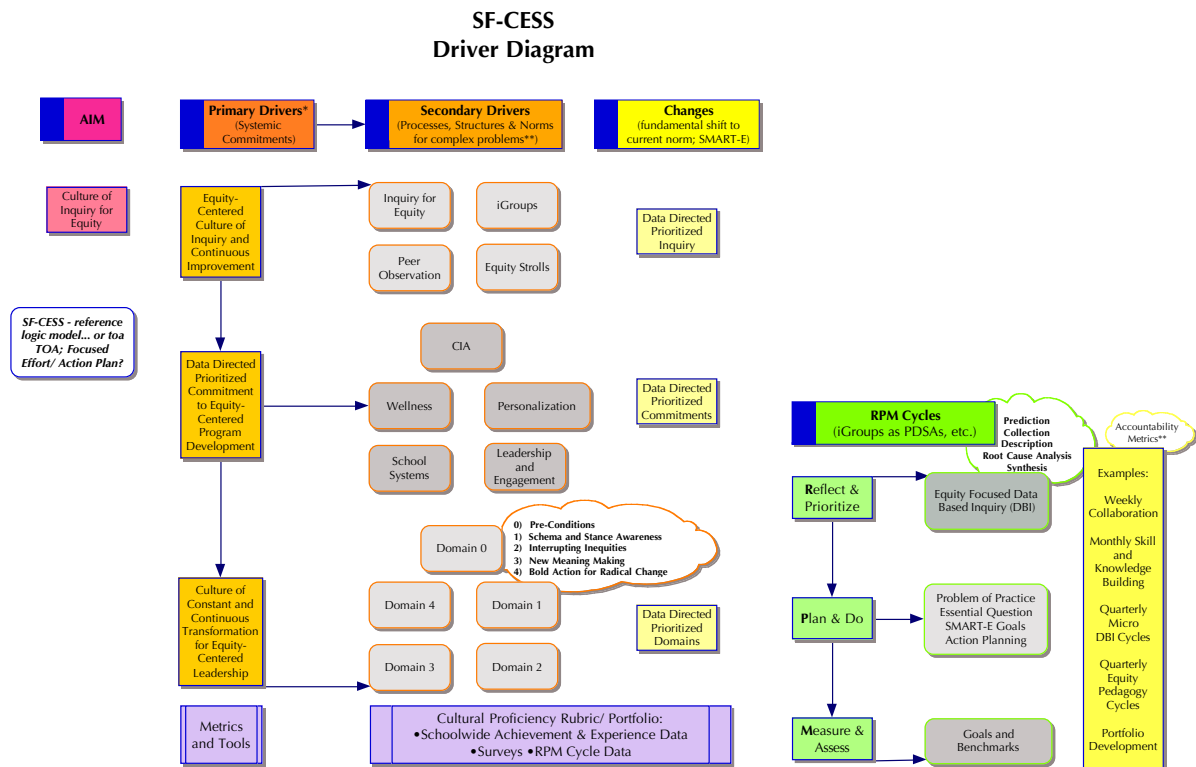 SF-CESS
Driver Diagram
AIM
Primary Drivers*
(Systemic
Commitments)
Secondary Drivers
(Processes, Structures & Norms
for complex problems**)
Changes
(fundamental shift to
current norm; SMART-E)
Culture of
Inquiry for
Equity
Equity-
Centered
Culture of
Inquiry and
Continuous
Improvement
Inquiry for
Equity
iGroups
Peer
Observation
Equity Strolls
Data Directed
Prioritized
Inquiry
SF-CESS - reference
logic model... or toa
TOA; Focused
Effort/ Action Plan?
Data Directed
Prioritized
Commitment
to Equity-
Centered
Program
Development
CIA
Wellness
Personalization
School
Systems
Leadership
and
Engagement
Data Directed
Prioritized
Commitments
Culture of
Constant and
Continuous
Transformation
for Equity-
Centered
Leadership
Domain 0
0) Pre-Conditions
1) Schema and Stance Awareness
2) Interrupting Inequities
3) New Meaning Making
4) Bold Action for Radical Change
Domain 4
Domain 1
Domain 3
Domain 2
Data Directed
Prioritized
Domains
Metrics
and Tools
Cultural Proficiency Rubric/ Portfolio:
•Schoolwide Achievement & Experience Data
•Surveys •RPM Cycle Data
RPM Cycles
(iGroups as PDSAs, etc.)
Prediction
Collection
Description
Root Cause Analysis
Synthesis
Accountability
Metrics**
Reflect &
Prioritize
Equity Focused Data
Based Inquiry (DBI)
Plan & Do
Problem of Practice
Essential Question
SMART-E Goals
Action Planning
Measure &
Assess
Goals and
Benchmarks
Examples:
Weekly
Collaboration
Monthly Skill
and
Knowledge
Building
Quarterly
Micro
DBI Cycles
Quarterly
Equity
Pedagogy
Cycles
Portfolio
Development